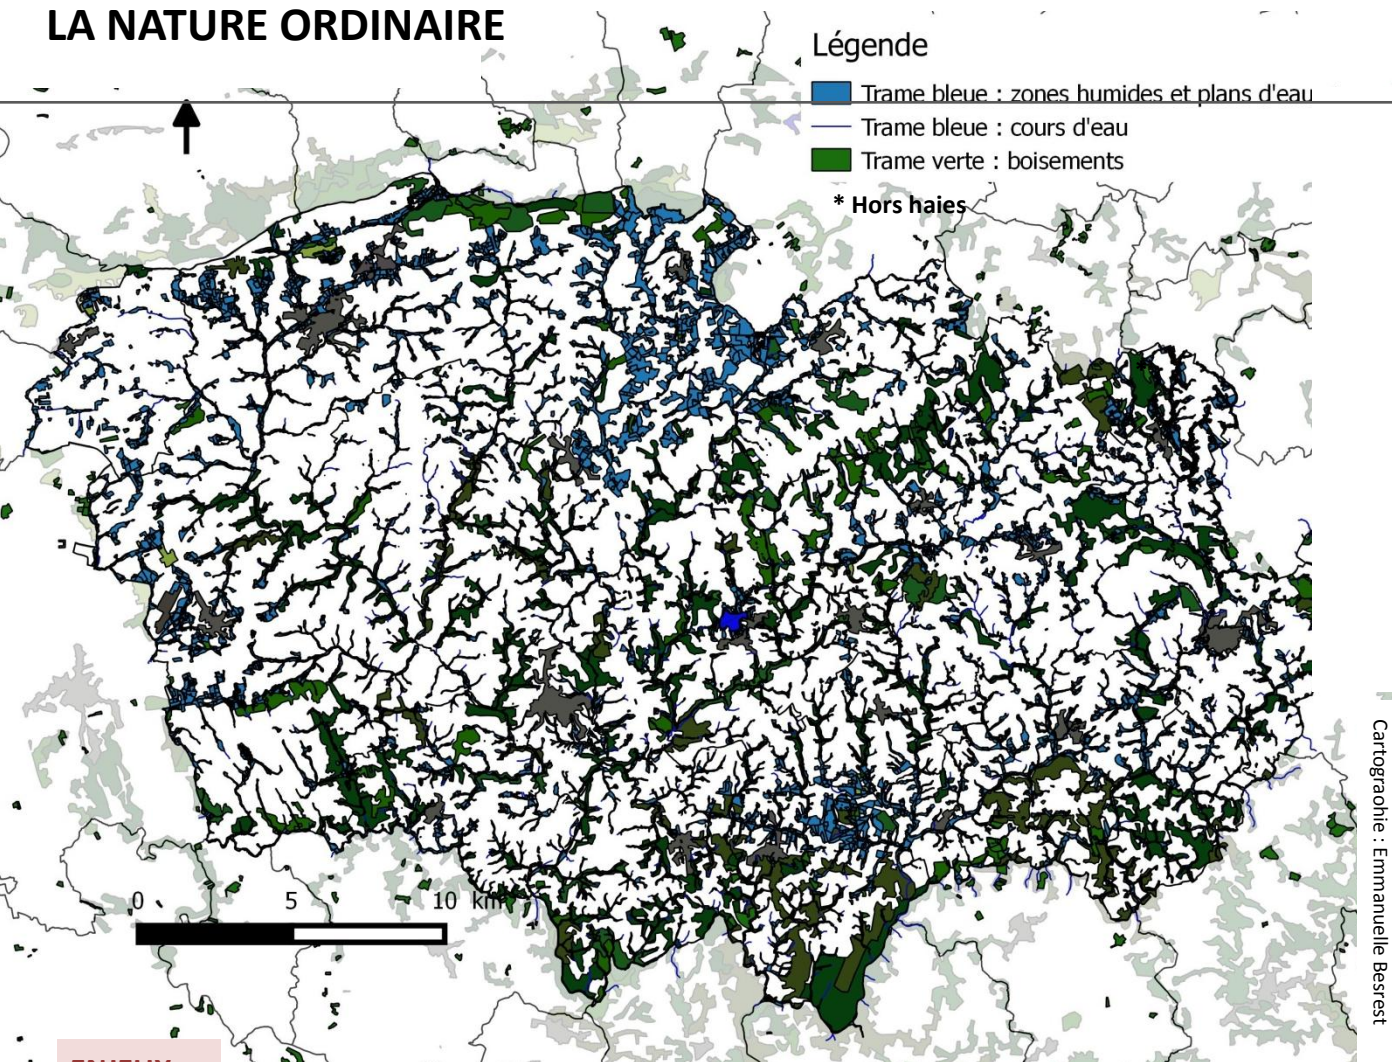 LA NATURE ORDINAIRE
Légende
Trame bleue : zones humides et plans d'eau
Trame bleue : cours d'eau
Trame verte : boisements
* Hors haies
0 5 10 km
Cartograohie : Emmanuelle Besrest
ENJEUX